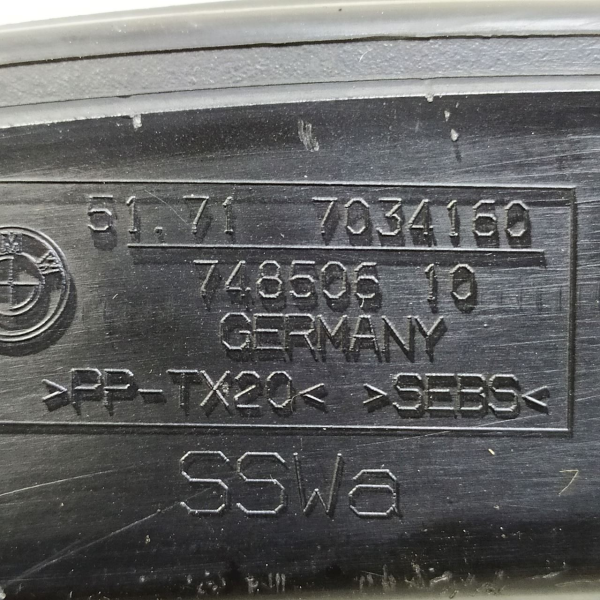 51.71 7034160
748506 10
GERMANY
>PP-TX20< >SEBS<
SSWa